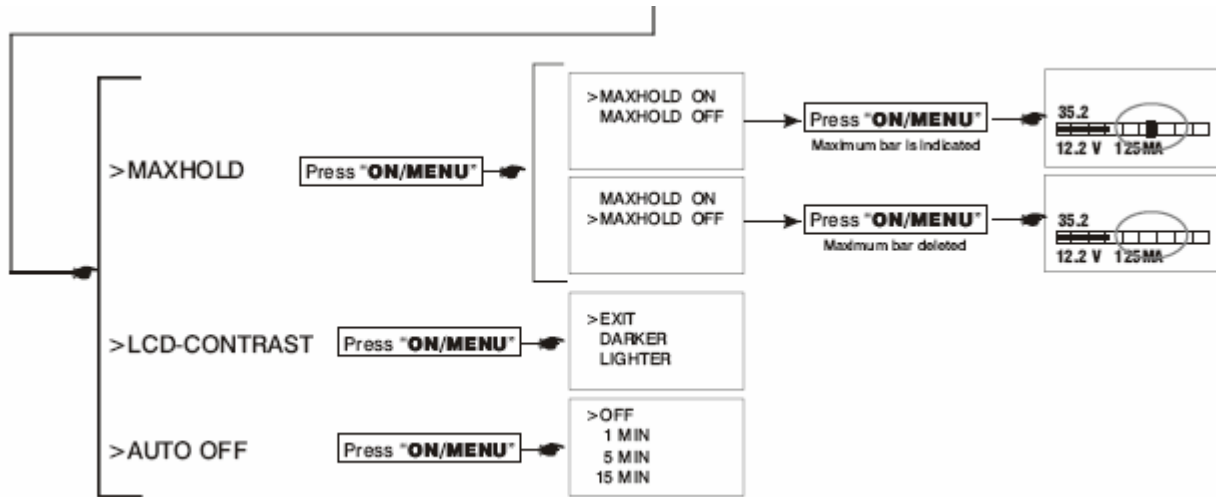 >MAXHOLD
Press "ON/MENU"
>MAXHOLD ON
MAXHOLD OFF
Press "ON/MENU"
Maximum bar is indicated
35.2
12.2 V 125MA
MAXHOLD ON
>MAXHOLD OFF
Press "ON/MENU"
Maximum bar deleted
35.2
12.2 V 125MA
>LCD-CONTRAST
Press "ON/MENU"
>EXIT
DARKER
LIGHTER
>AUTO OFF
Press "ON/MENU"
>OFF
1 MIN
5 MIN
15 MIN